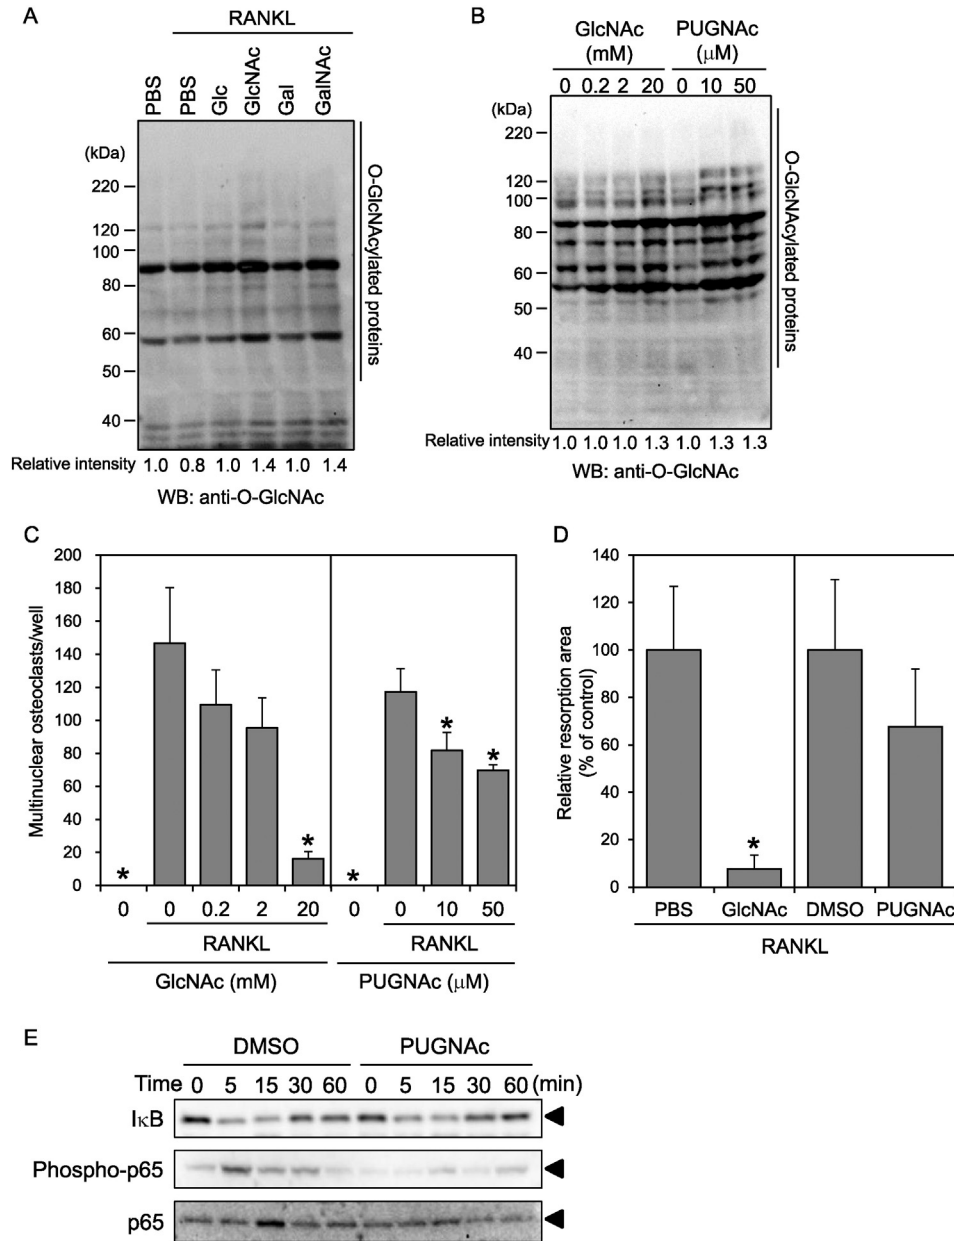 A
RANKL
PBS PBS Glc GlcNAc Gal GalNAc
(kDa)
220
120
100
80
60
50
40
O-GlcNAcylated proteins
Relative intensity 1.0 0.8 1.0 1.4 1.0 1.4
WB: anti-O-GlcNAc
B
GlcNAc PUGNAc
(mM) (μM)
0 0.2 2 20 0 10 50
(kDa)
220
120
100
80
60
50
40
O-GlcNAcylated proteins
Relative intensity 1.0 1.0 1.0 1.3 1.0 1.3 1.3
WB: anti-O-GlcNAc
C
Multinuclear osteoclasts/well
200
180
160
140
120
100
80
60
40
20
0
* * * * *
0 0 0.2 2 20 0 0 10 50
RANKL RANKL
GlcNAc (mM) PUGNAc (μM)
D
Relative resorption area
(% of control)
140
120
100
80
60
40
20
0
*
PBS GlcNAc DMSO PUGNAc
RANKL
E
DMSO PUGNAc
Time 0 5 15 30 60 0 5 15 30 60 (min)
IκB
Phospho-p65
p65